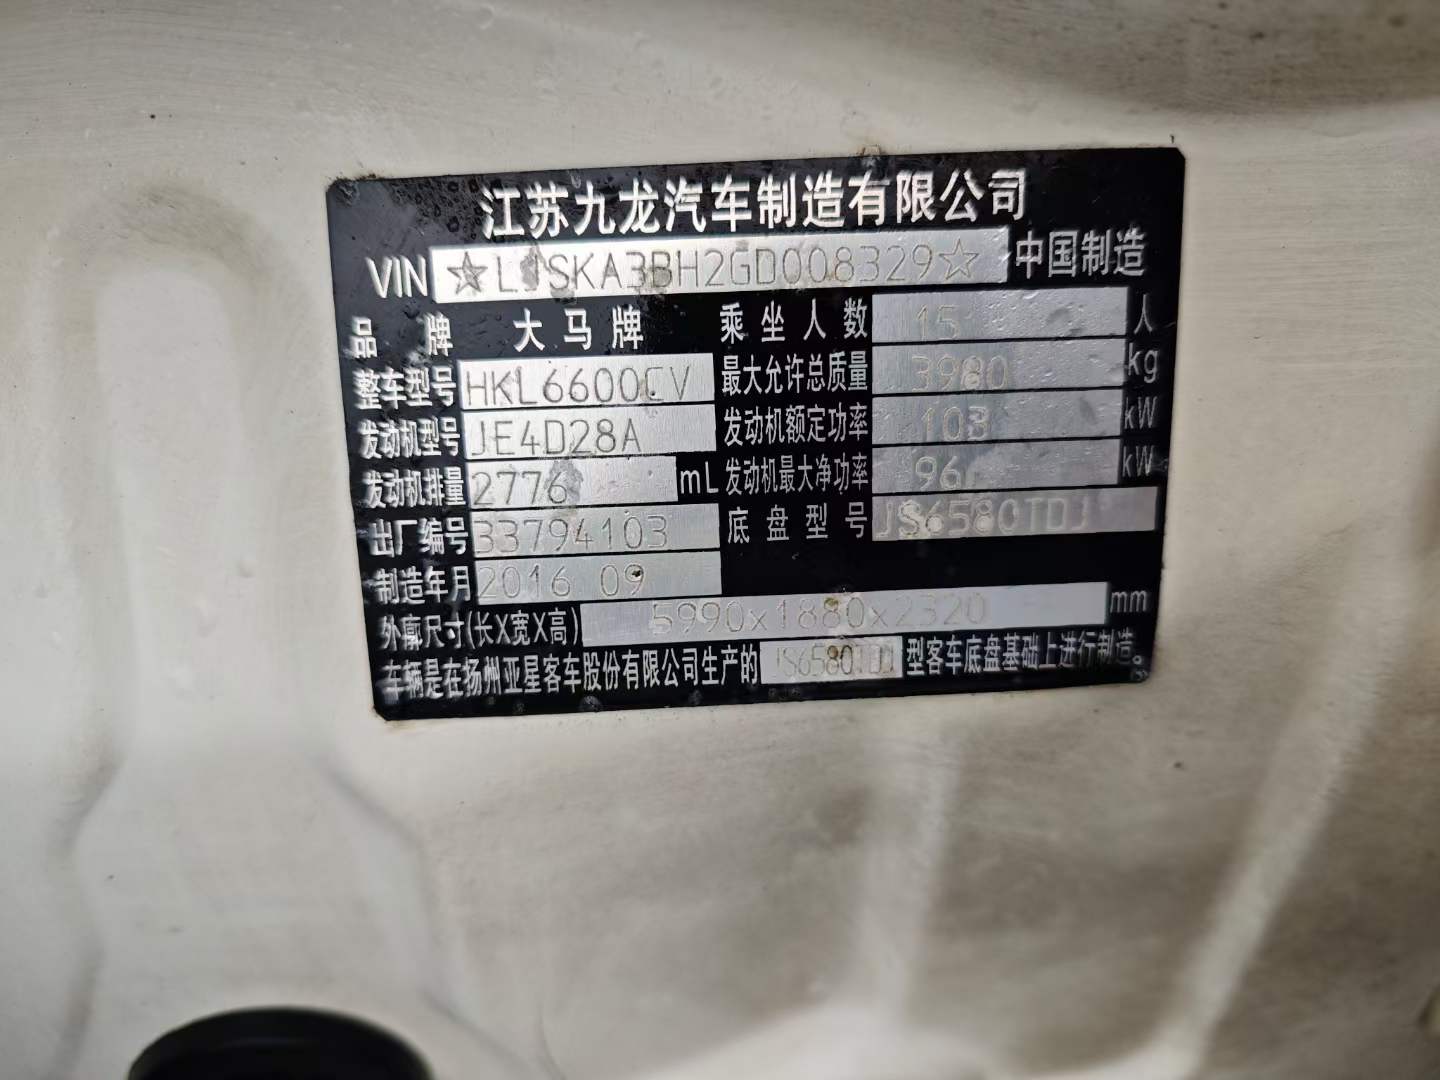 江苏九龙汽车制造有限公司
VIN ☆LJSKA3BH2GD008329☆ 中国制造
品牌 大马牌 乘坐人数 15 人
整车型号 HKL6600CV 最大允许总质量 3980 kg
发动机型号 JE4D28A 发动机额定功率 103 kW
发动机排量 2776 mL 发动机最大净功率 96 kW
出厂编号 33794103 底盘型号 JS6580TDJ
制造年月 2016 09
外廓尺寸(长X宽X高) 5990x1880x2320 mm
车辆是在扬州亚星客车股份有限公司生产的 JS6580TDJ 型客车底盘基础上进行制造。